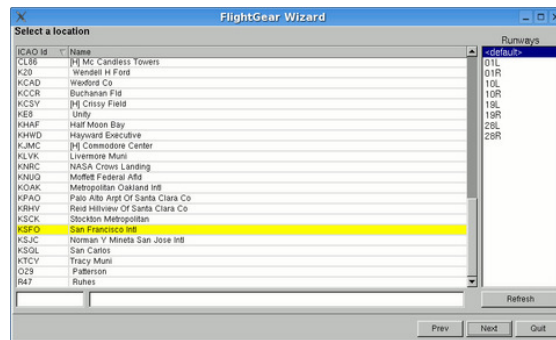 FlightGear Wizard
Select a location
ICAO Id Name
CL86 [H] Mc Candless Towers
K20 Wendell H Ford
KCAD Wexford Co
KCCR Buchanan Fld
KCSY [H] Crissy Field
KE8 Unity
KHAF Half Moon Bay
KHWD Hayward Executive
KJMC [H] Commodore Center
KLVK Livermore Muni
KNRC NASA Crows Landing
KNUQ Moffett Federal Afld
KOAK Metropolitan Oakland Intl
KPAO Palo Alto Arpt Of Santa Clara Co
KRHV Reid Hillview Of Santa Clara Co
KSCK Stockton Metropolitan
KSFO San Francisco Intl
KSJC Norman Y Mineta San Jose Intl
KSQL San Carlos
KTCY Tracy Muni
O29 Patterson
R47 Ruhes
Runways
<default>
01L
01R
10L
10R
19L
19R
28L
28R
Refresh
Prev Next Quit